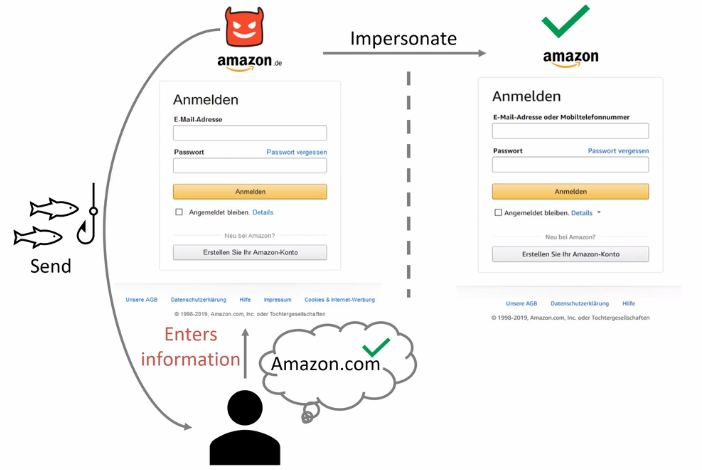 Impersonate
amazon.de
Anmelden
E-Mail-Adresse
Passwort Passwort vergessen
Anmelden
Angemeldet bleiben. Details
Neu bei Amazon?
Erstellen Sie Ihr Amazon-Konto
Unsere AGB Datenschutzerklärung Hilfe Impressum Cookies & Internet-Werbung
© 1998-2019, Amazon.com, Inc. oder Tochtergesellschaften
amazon
Anmelden
E-Mail-Adresse oder Mobiltelefonnummer
Passwort Passwort vergessen
Anmelden
Angemeldet bleiben. Details
Neu bei Amazon?
Erstellen Sie Ihr Amazon-Konto
Unsere AGB Datenschutzerklärung Hilfe
© 1998-2019, Amazon.com, Inc. oder Tochtergesellschaften
Send
Enters
information
Amazon.com